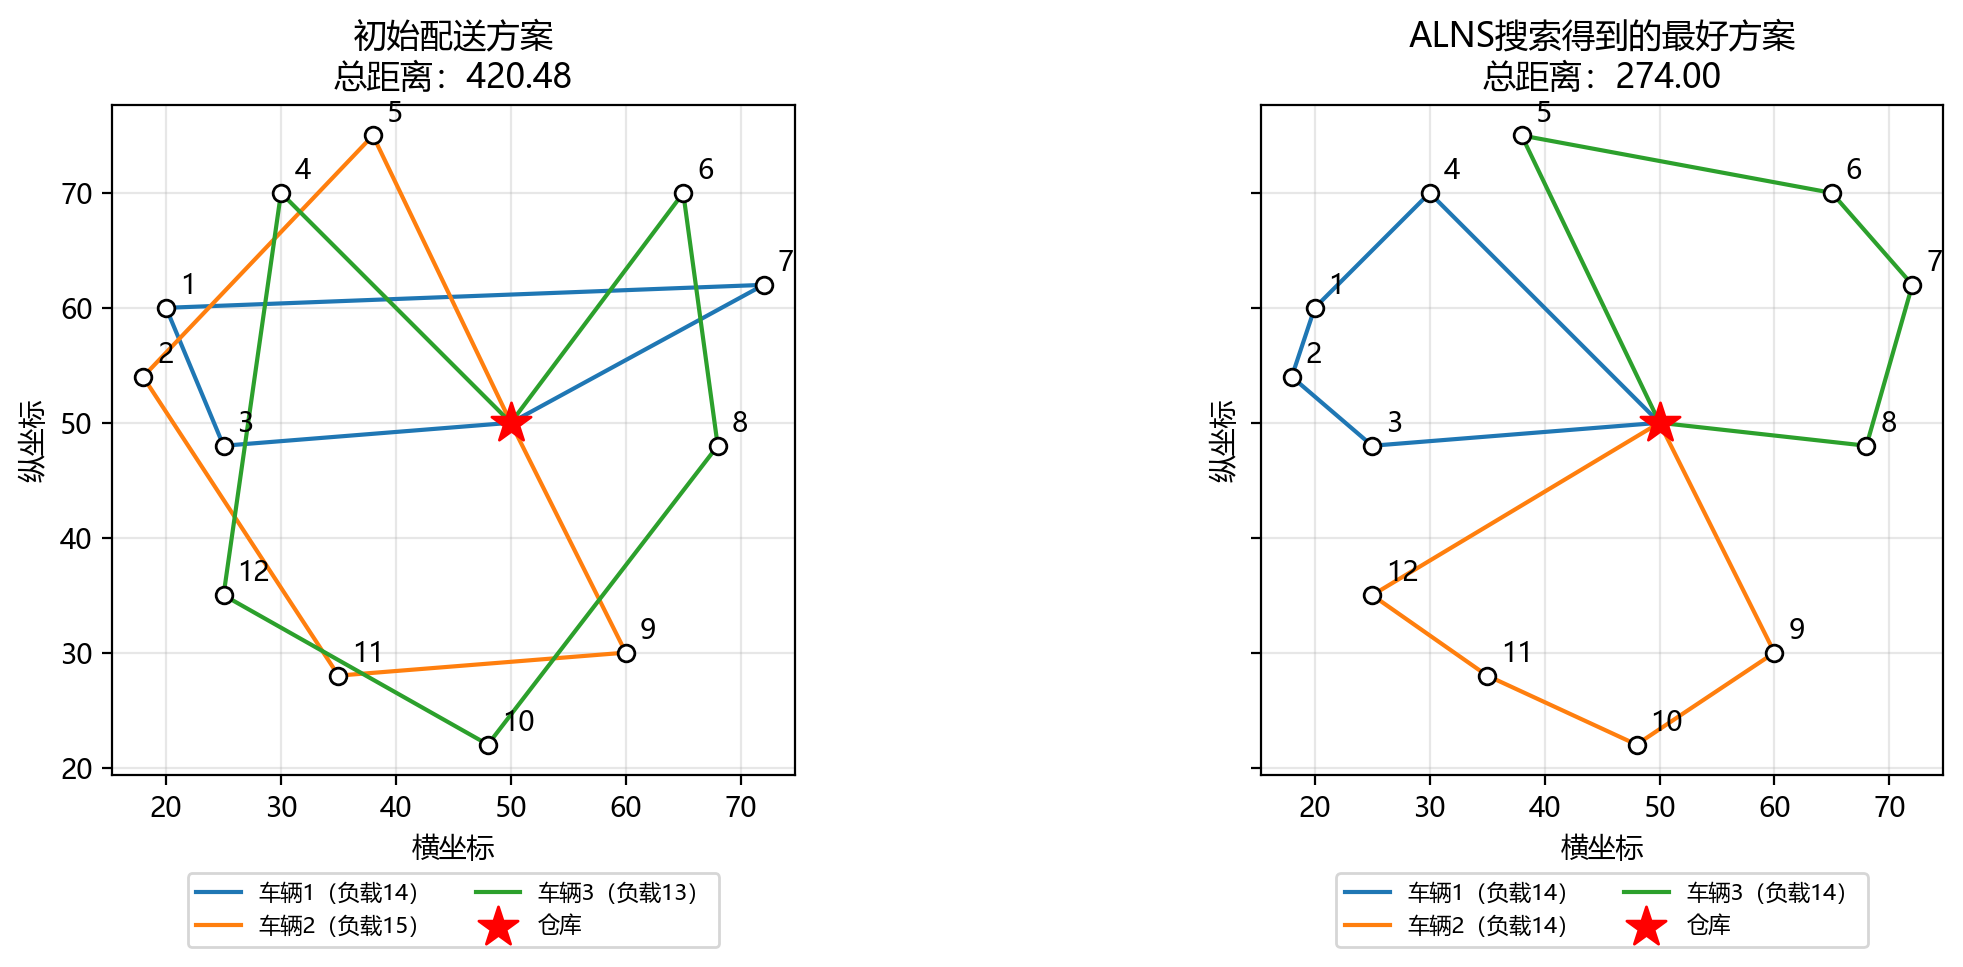 初始配送方案
总距离：420.48
5
4
6
7
1
2
3
8
12
9
11
10
70
60
50
40
30
20
纵坐标
20 30 40 50 60 70
横坐标
车辆1（负载14） 车辆3（负载13）
车辆2（负载15） 仓库
ALNS搜索得到的最好方案
总距离：274.00
5
4
6
7
1
2
3
8
12
9
11
10
纵坐标
20 30 40 50 60 70
横坐标
车辆1（负载14） 车辆3（负载14）
车辆2（负载14） 仓库